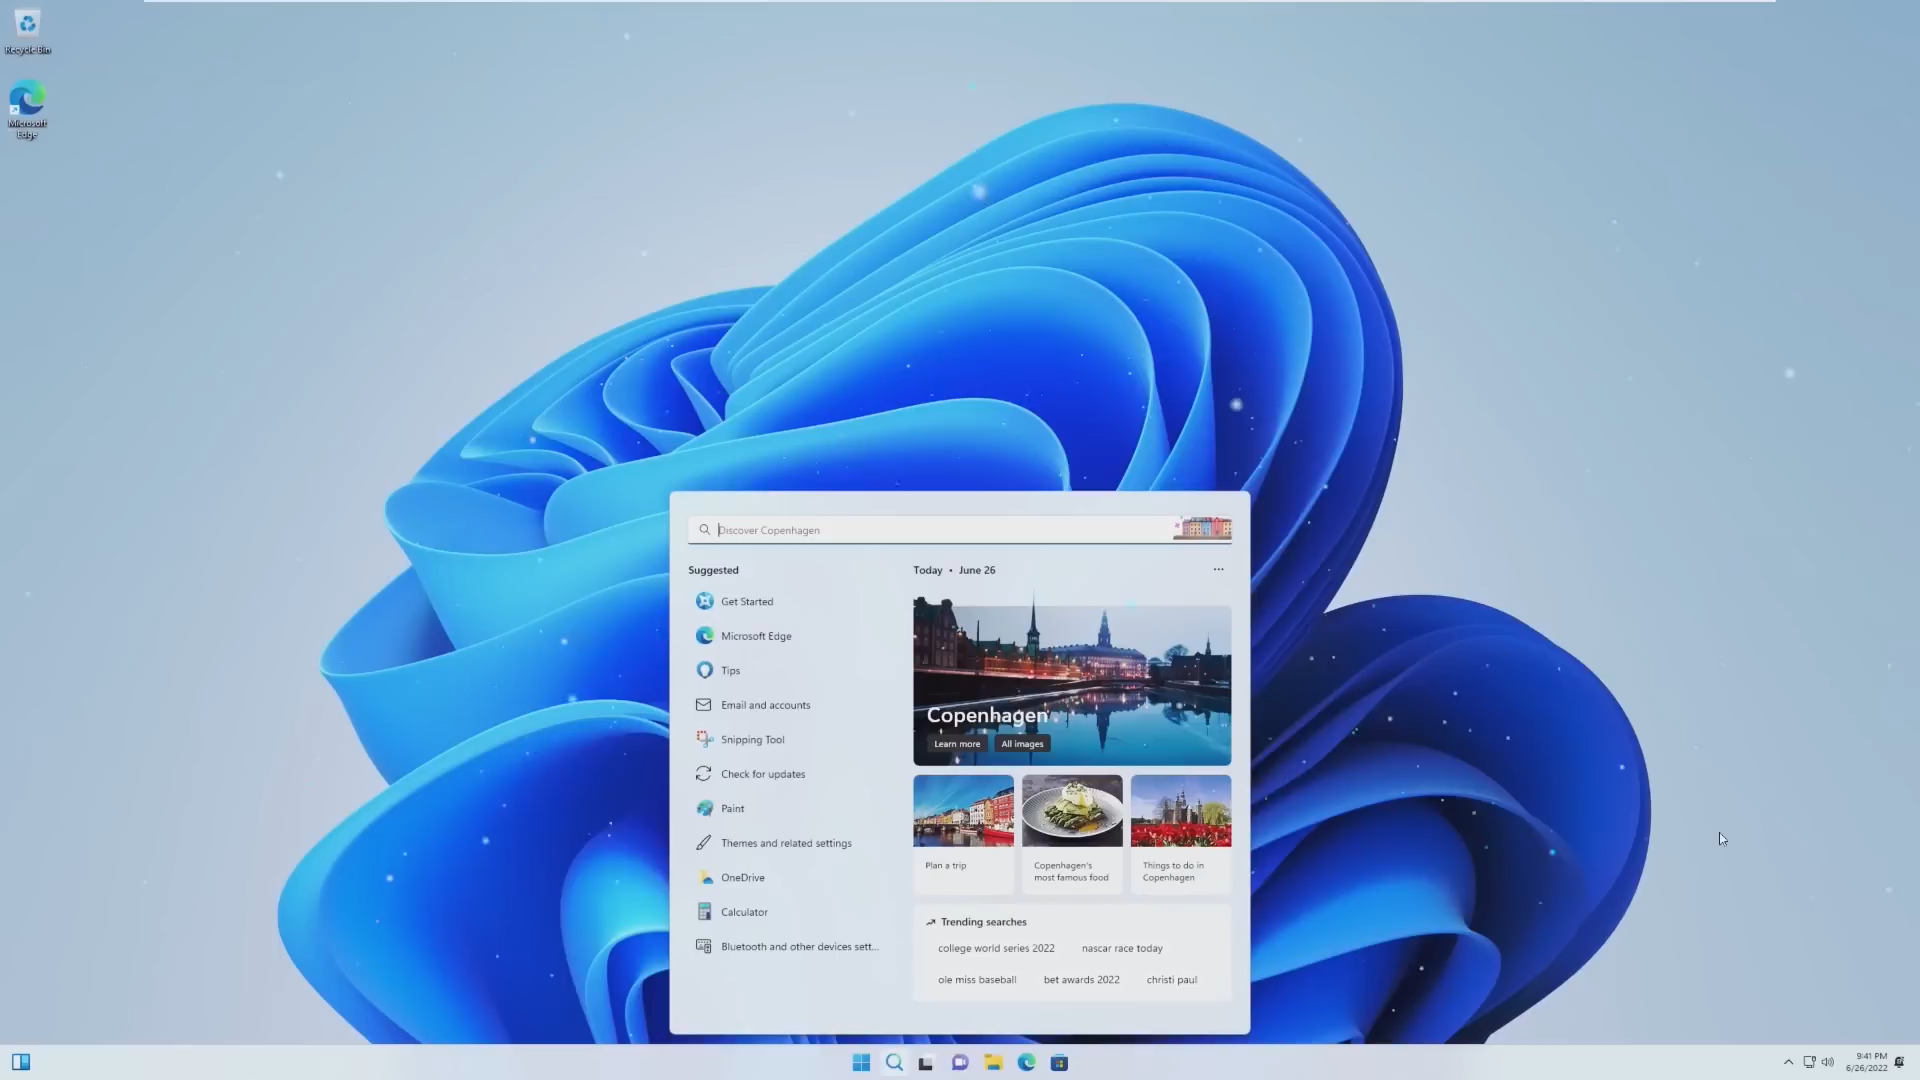 Recycle Bin
Microsoft
Edge
Discover Copenhagen
Suggested
Get Started
Microsoft Edge
Tips
Email and accounts
Snipping Tool
Check for updates
Paint
Themes and related settings
OneDrive
Calculator
Bluetooth and other devices sett...
Today • June 26
Copenhagen
Learn more
All images
Plan a trip
Copenhagen's
most famous food
Things to do in
Copenhagen
Trending searches
college world series 2022
nascar race today
ole miss baseball
bet awards 2022
christi paul
9:41 PM
6/26/2022